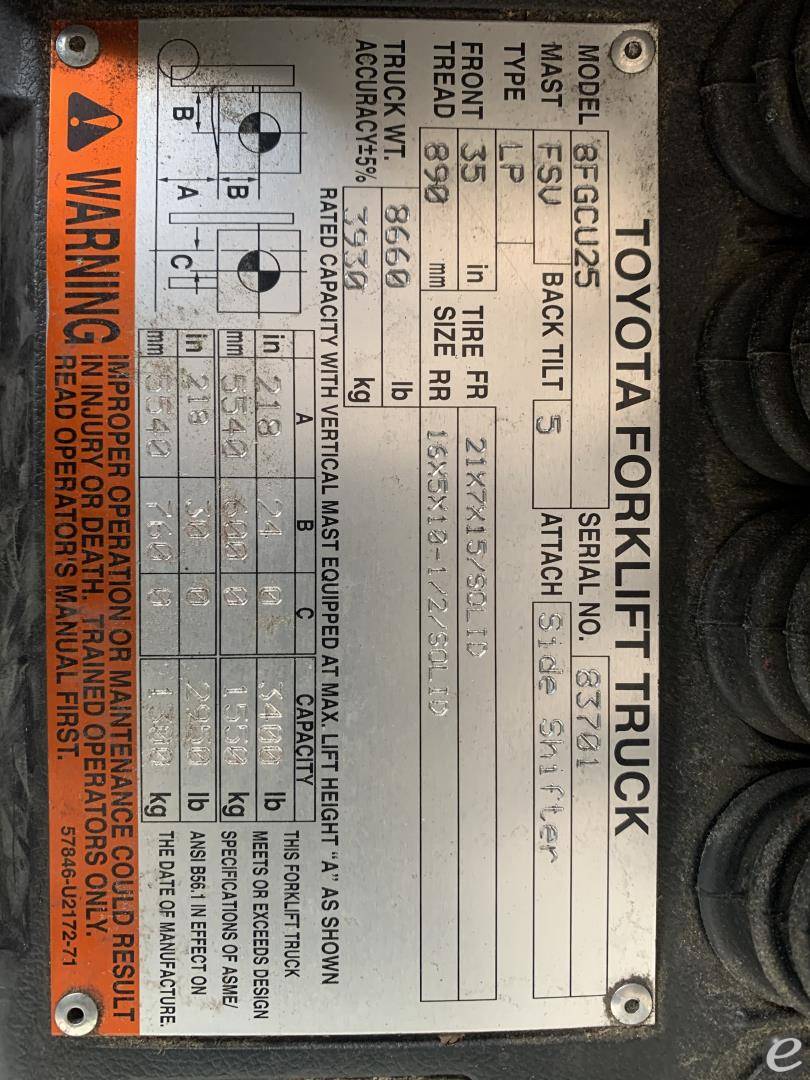 TOYOTA FORKLIFT TRUCK
MODEL 8FGCU25 SERIAL NO. 83701
MAST FSV BACK TILT 5 ATTACH Side Shifter
TYPE LP
FRONT TREAD 35 in TIRE FR 21X7X15/SOLID
890 mm SIZE RR 16X5X10-1/2/SOLID
TRUCK WT. 8660 lb
ACCURACY±5% 3930 kg
RATED CAPACITY WITH VERTICAL MAST EQUIPPED AT MAX. LIFT HEIGHT "A" AS SHOWN
A B C CAPACITY
in 218 24 0 3400 lb
mm 5540 600 0 1550 kg
in 218 30 0 2950 lb
mm 5540 760 0 1300 kg
B B A C
THIS FORKLIFT TRUCK
MEETS OR EXCEEDS DESIGN
SPECIFICATIONS OF ASME/
ANSI B56.1 IN EFFECT ON
THE DATE OF MANUFACTURE.
WARNING
IMPROPER OPERATION OR MAINTENANCE COULD RESULT
IN INJURY OR DEATH. TRAINED OPERATORS ONLY.
READ OPERATOR'S MANUAL FIRST.
57846-U2172-71
e